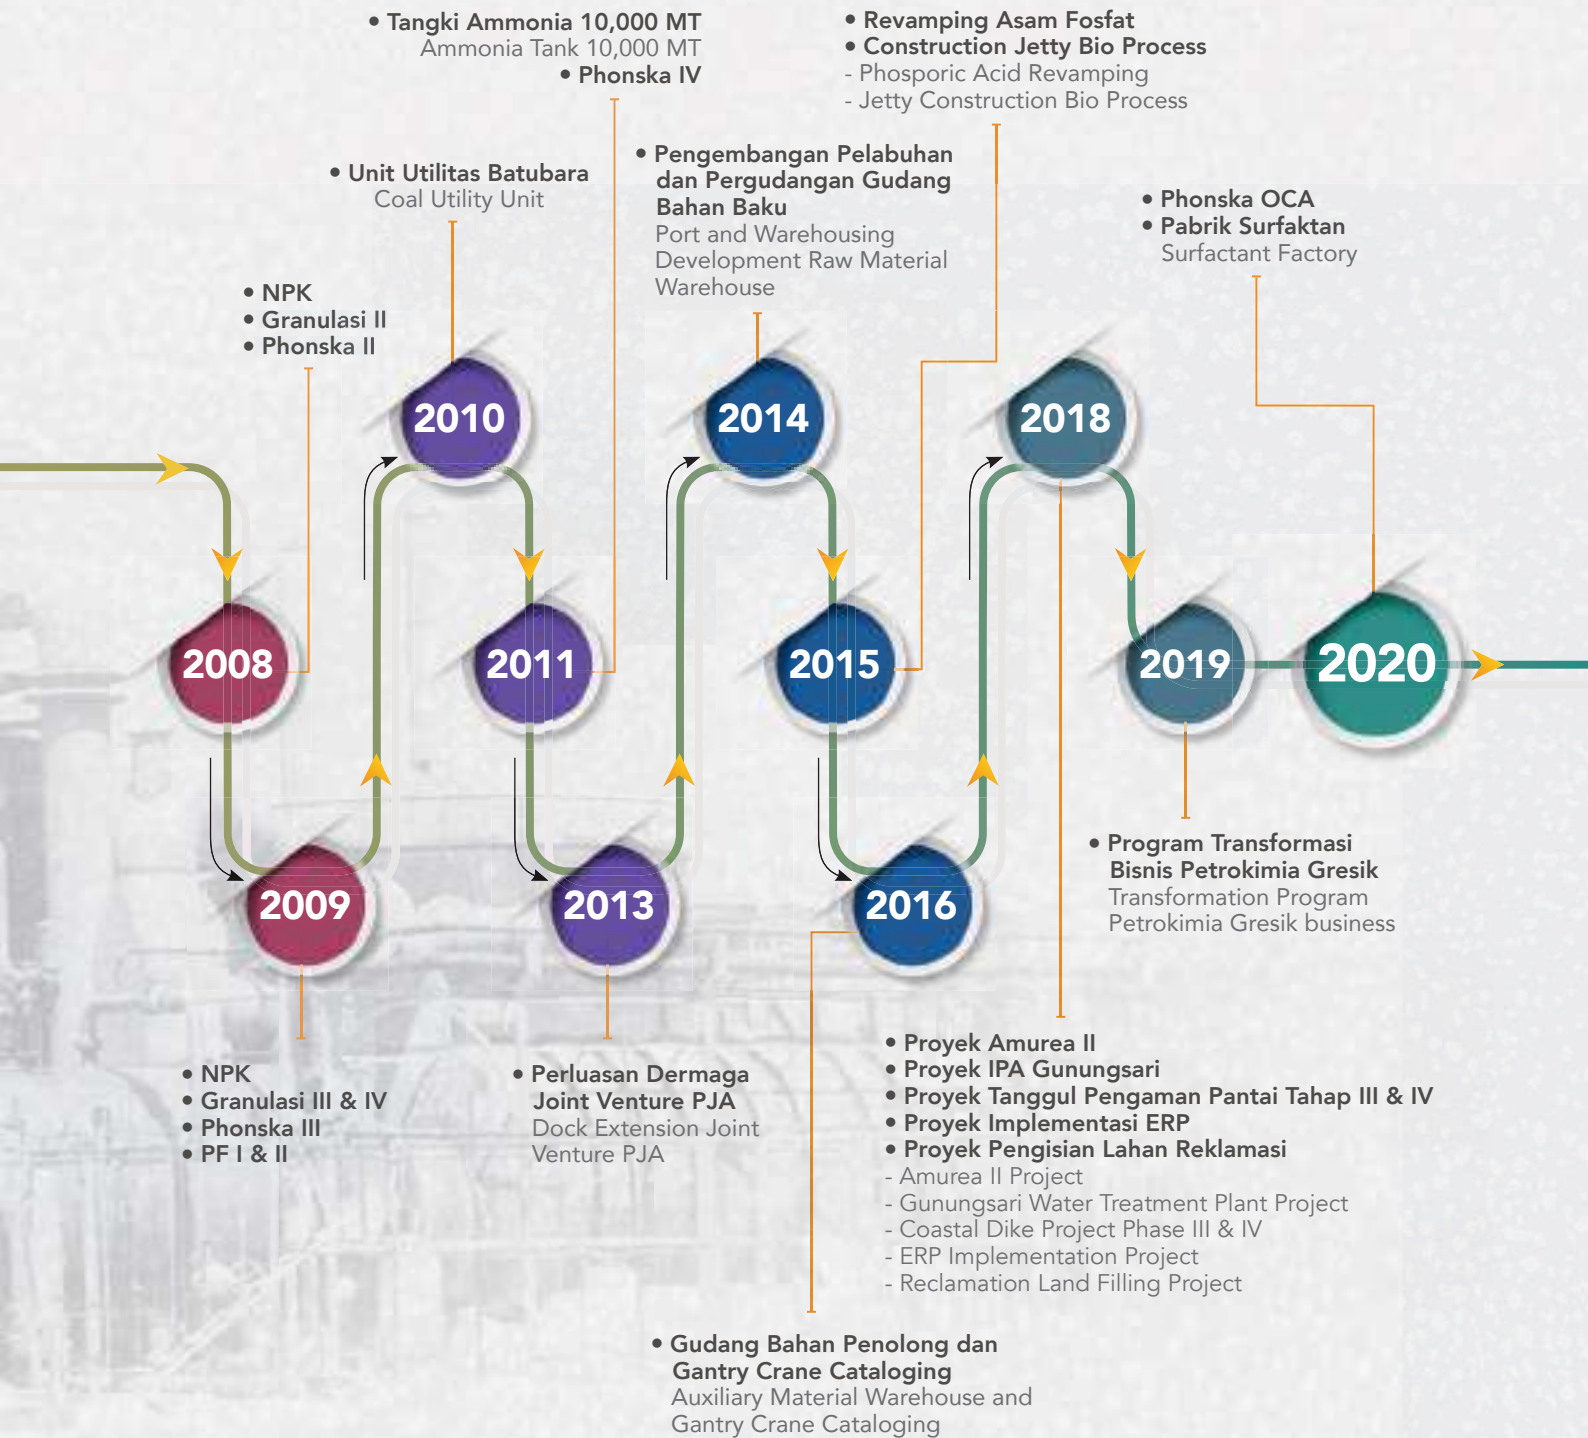 • Tangki Ammonia 10,000 MT
Ammonia Tank 10,000 MT
• Phonska IV
• Revamping Asam Fosfat
• Construction Jetty Bio Process
- Phosporic Acid Revamping
- Jetty Construction Bio Process
• Unit Utilitas Batubara
Coal Utility Unit
• Pengembangan Pelabuhan
dan Pergudangan Gudang
Bahan Baku
Port and Warehousing
Development Raw Material
Warehouse
• Phonska OCA
• Pabrik Surfaktan
Surfactant Factory
• NPK
• Granulasi II
• Phonska II
2010
2014
2018
2008
2011
2015
2019
2020
2009
2013
2016
• Program Transformasi
Bisnis Petrokimia Gresik
Transformation Program
Petrokimia Gresik business
• NPK
• Granulasi III & IV
• Phonska III
• PF I & II
• Perluasan Dermaga
Joint Venture PJA
Dock Extension Joint
Venture PJA
• Proyek Amurea II
• Proyek IPA Gunungsari
• Proyek Tanggul Pengaman Pantai Tahap III & IV
• Proyek Implementasi ERP
• Proyek Pengisian Lahan Reklamasi
- Amurea II Project
- Gunungsari Water Treatment Plant Project
- Coastal Dike Project Phase III & IV
- ERP Implementation Project
- Reclamation Land Filling Project
• Gudang Bahan Penolong dan
Gantry Crane Cataloging
Auxiliary Material Warehouse and
Gantry Crane Cataloging